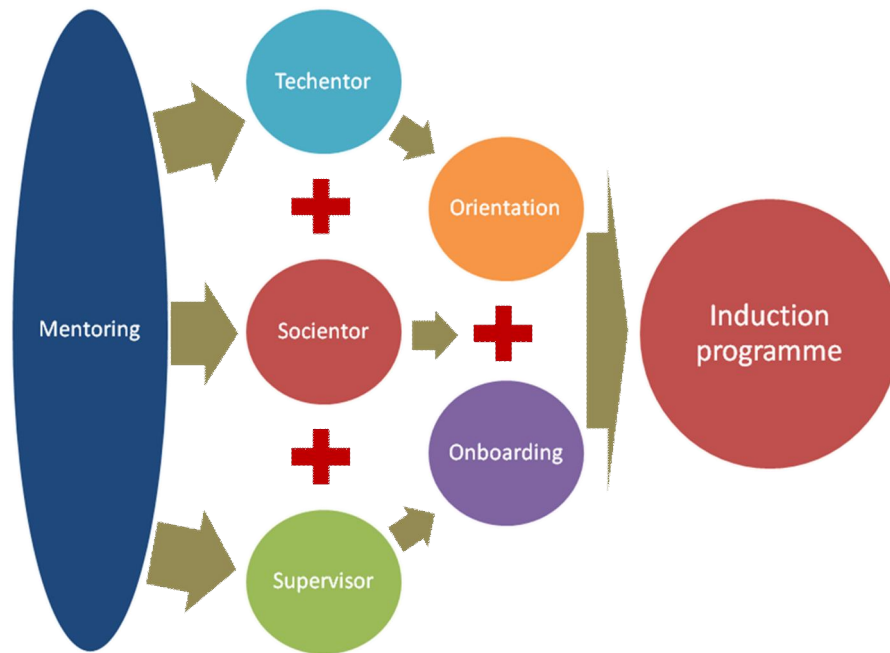 Techentor
Orientation
Mentoring
Socientor
Induction
programme
Onboarding
Supervisor